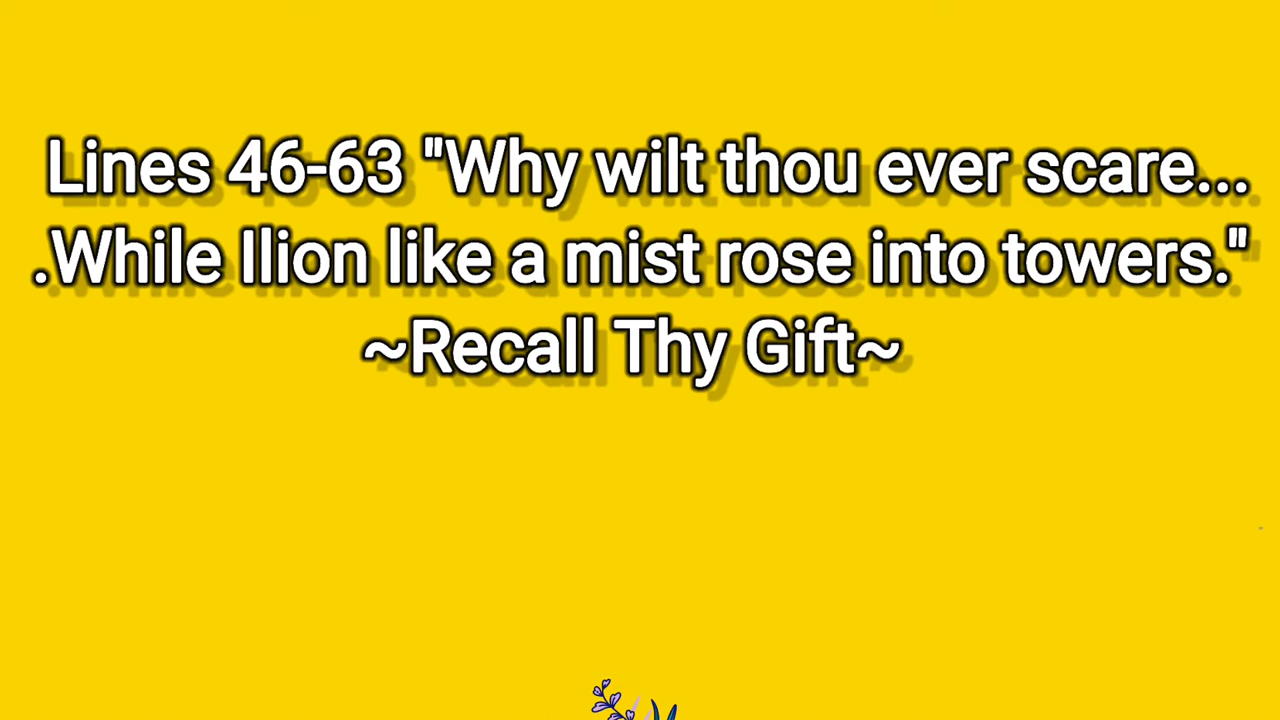 Lines 46-63 "Why wilt thou ever scare...
.While Ilion like a mist rose into towers."
~Recall Thy Gift~